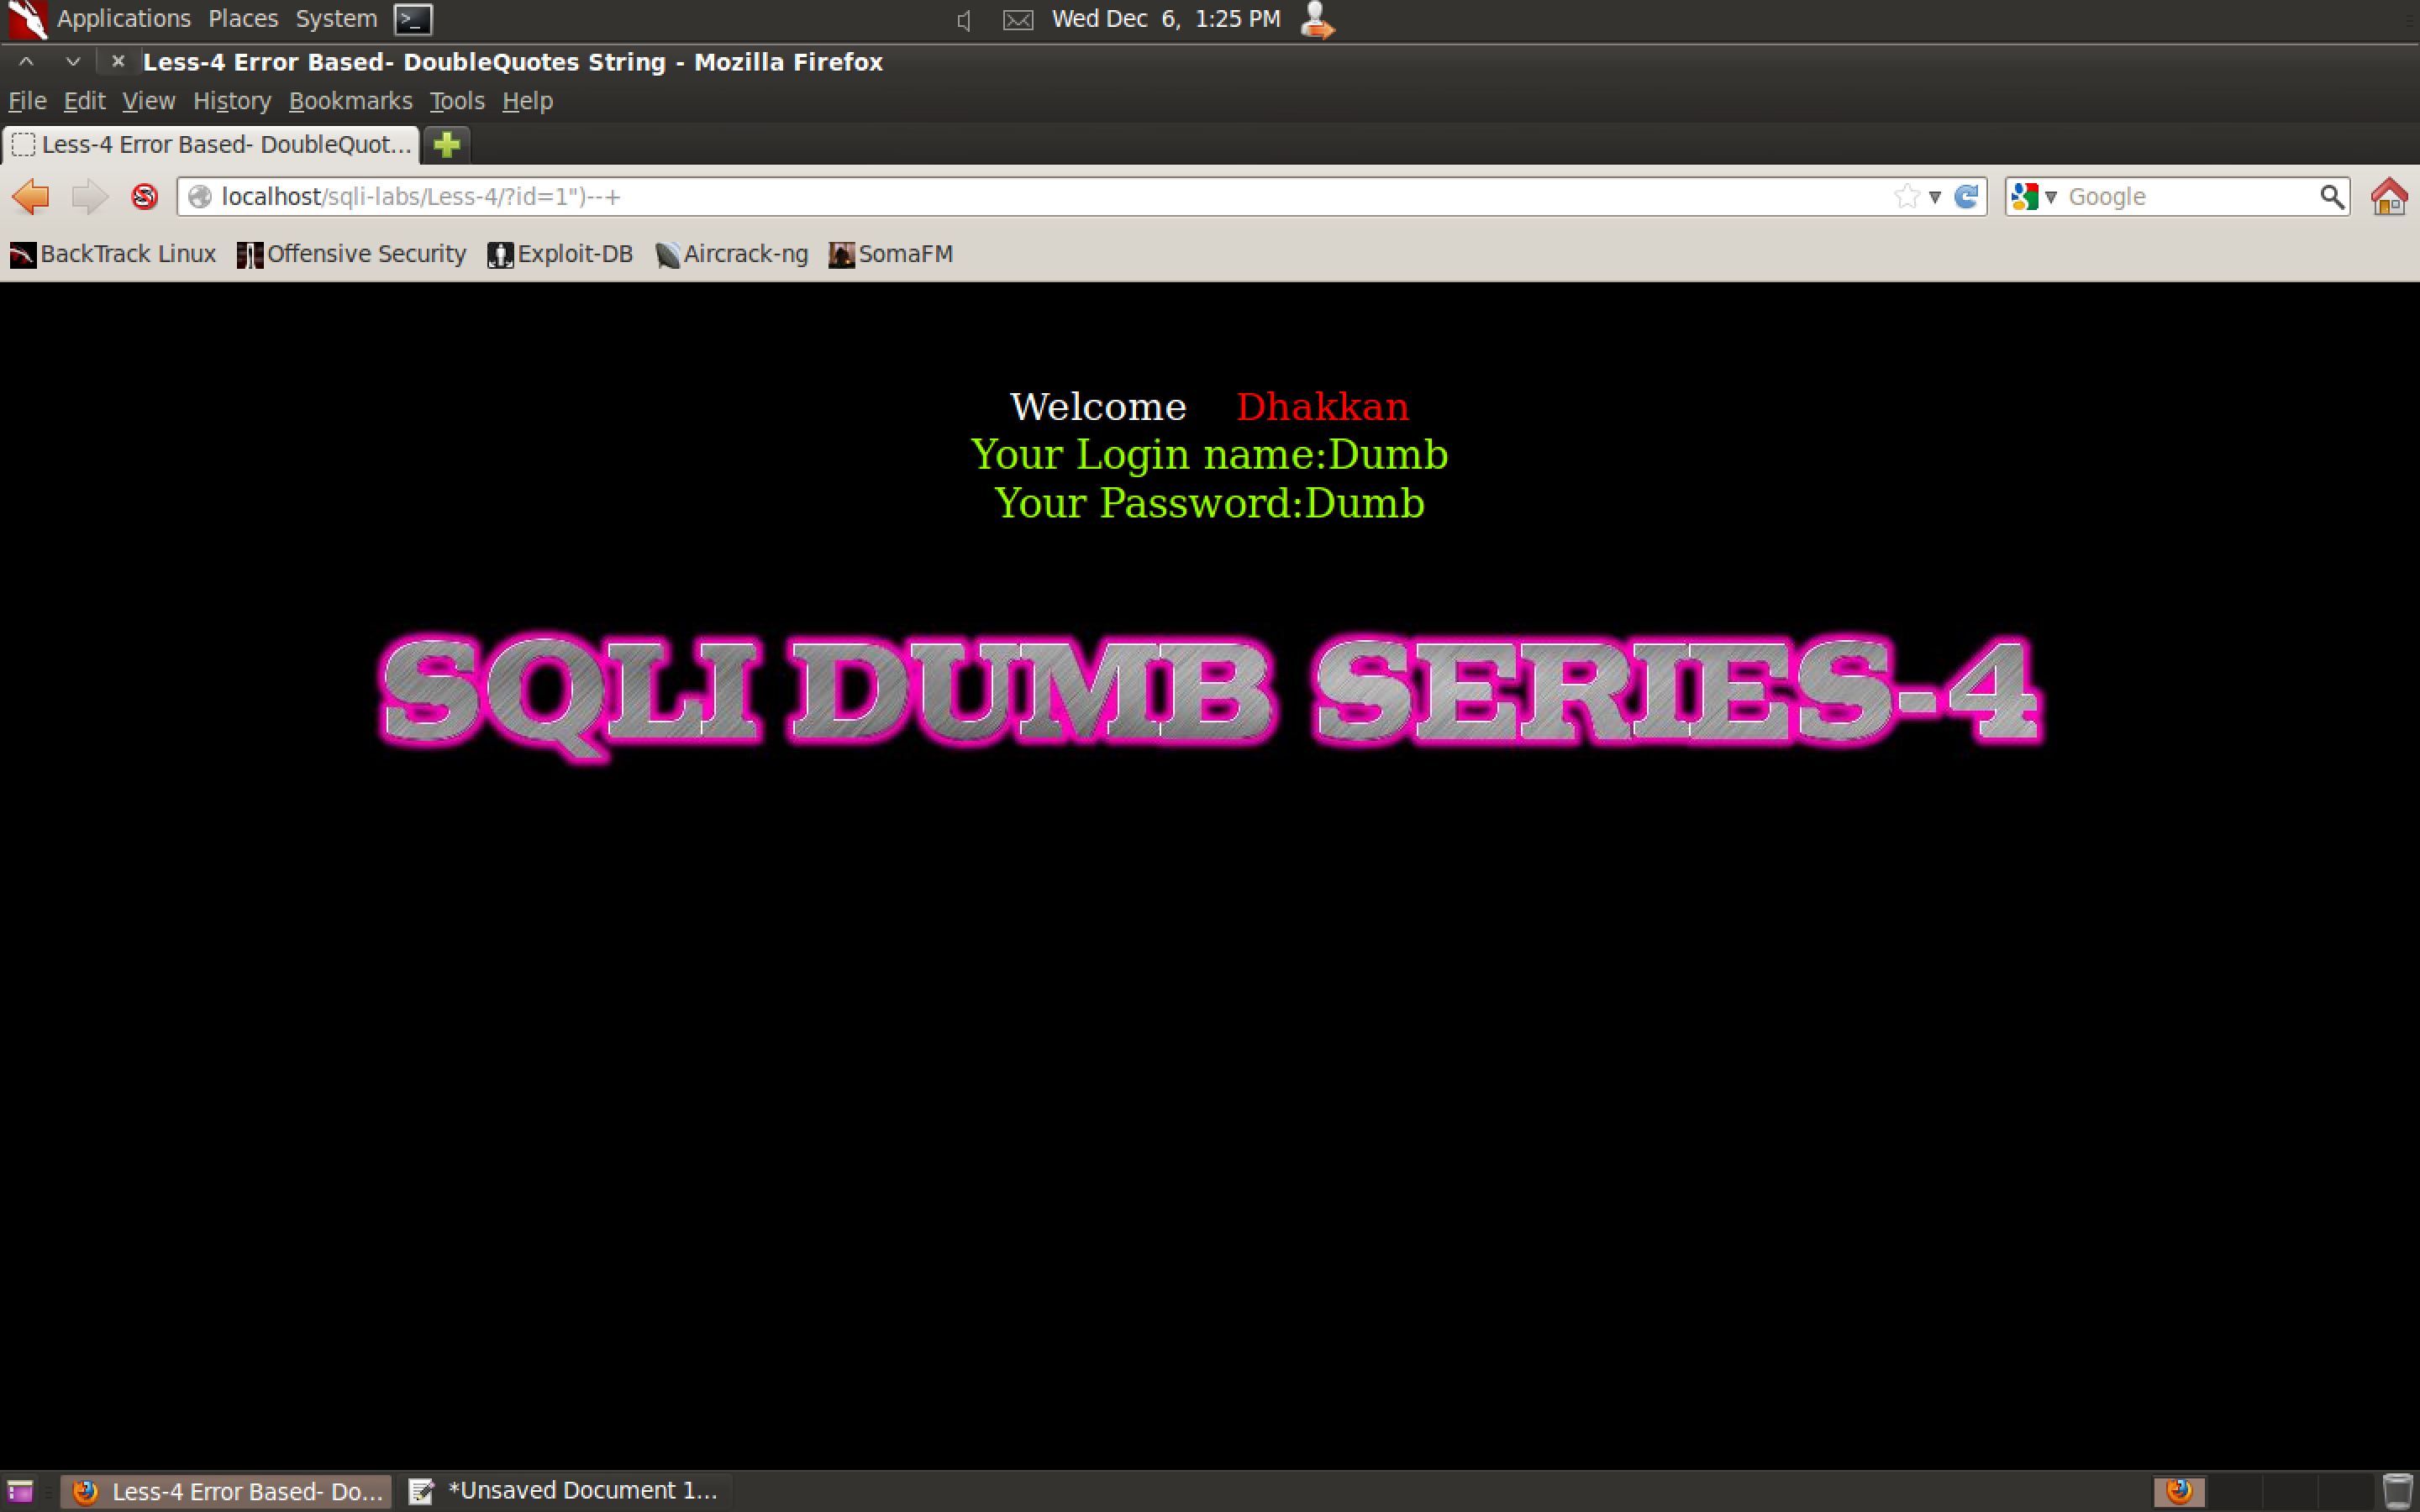 Applications Places System Wed Dec 6, 1:25 PM
Less-4 Error Based- DoubleQuotes String - Mozilla Firefox
File Edit View History Bookmarks Tools Help
Less-4 Error Based- DoubleQuot...
localhost/sqli-labs/Less-4/?id=1")--+ Google
BackTrack Linux Offensive Security Exploit-DB Aircrack-ng SomaFM
Welcome Dhakkan
Your Login name:Dumb
Your Password:Dumb
SQLI DUMB SERIES-4
Less-4 Error Based- Do... *Unsaved Document 1...